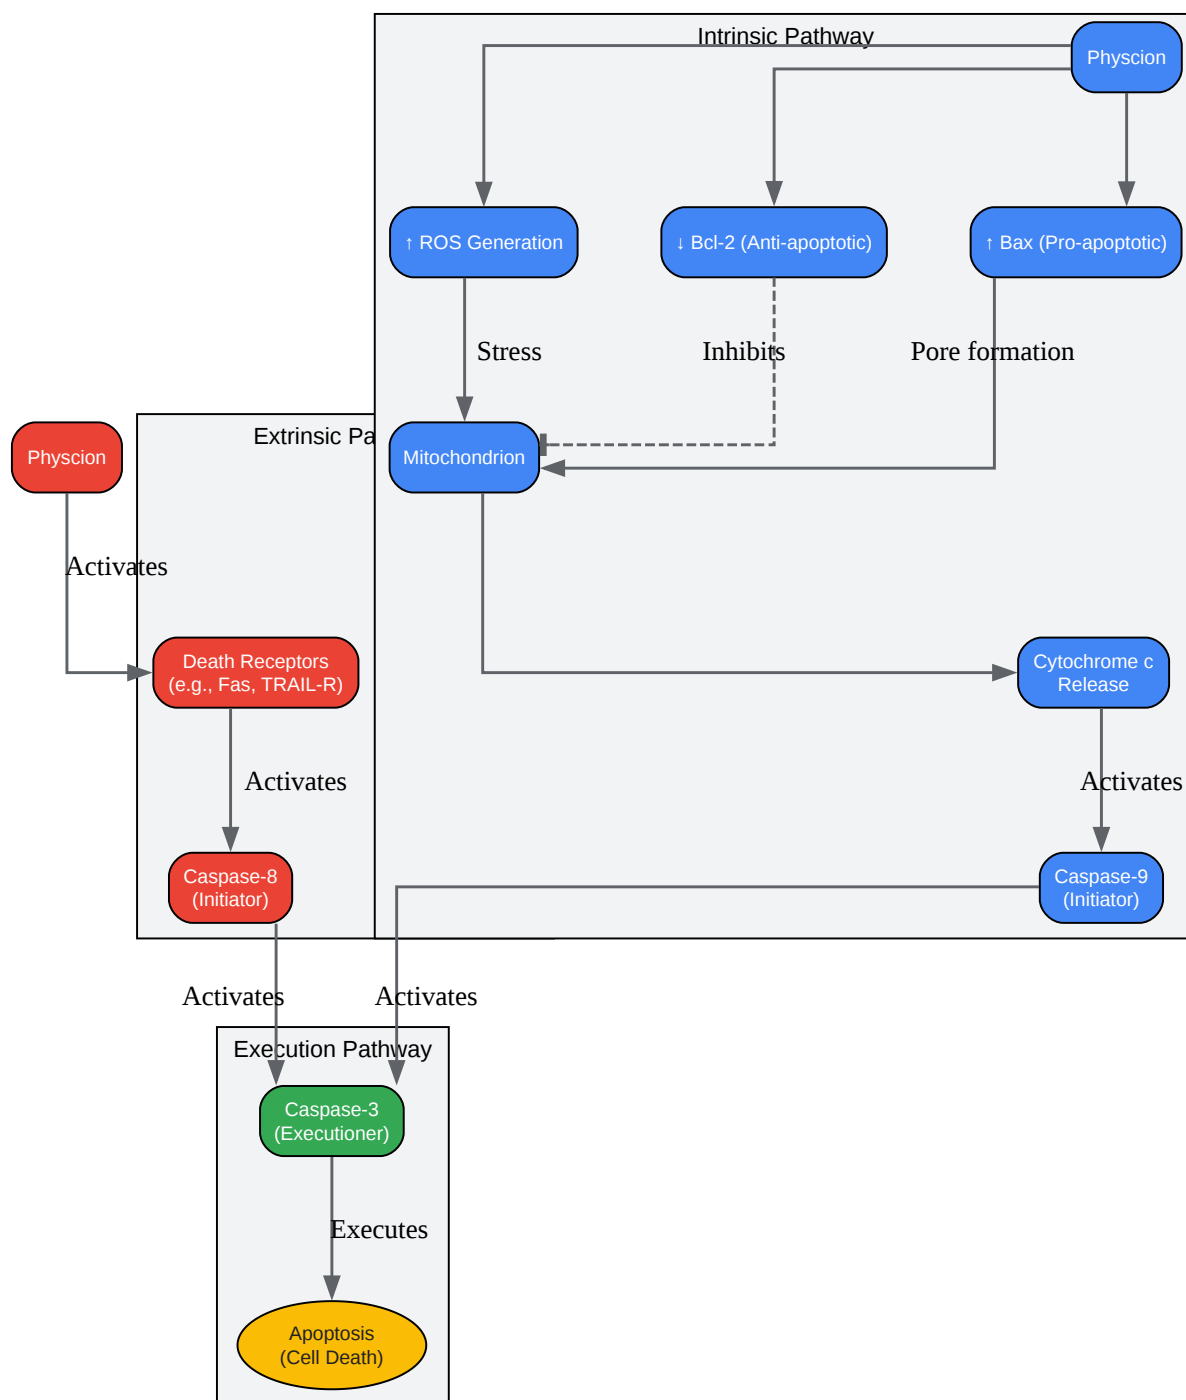 Intrinsic Pathway
Physcion
↑ ROS Generation
↓ Bcl-2 (Anti-apoptotic)
↑ Bax (Pro-apoptotic)
Stress
Inhibits
Pore formation
Extrinsic Pa
Physcion
Mitochondrion
Activates
Death Receptors
(e.g., Fas, TRAIL-R)
Cytochrome c
Release
Activates
Activates
Caspase-8
(Initiator)
Caspase-9
(Initiator)
Activates
Activates
Execution Pathway
Caspase-3
(Executioner)
Executes
Apoptosis
(Cell Death)